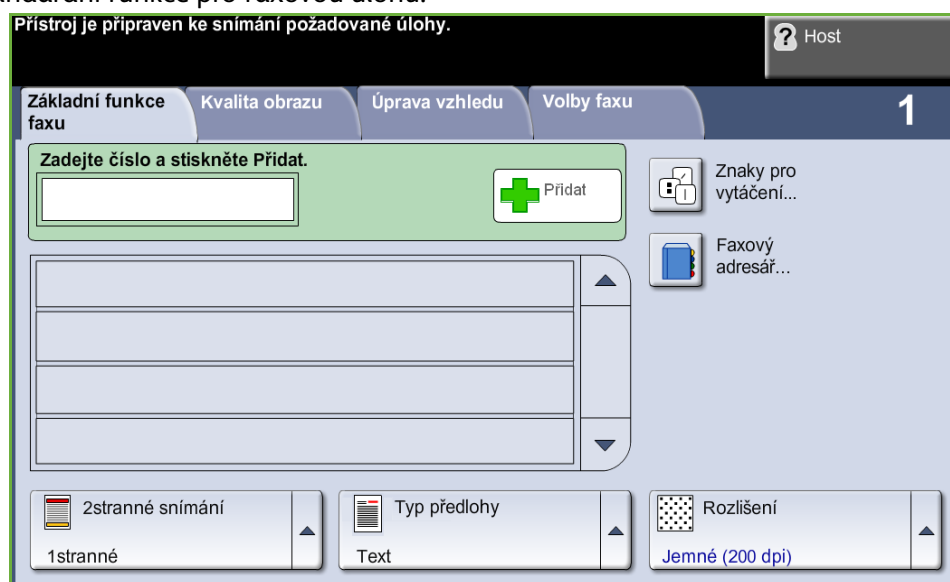 Přístroj je připraven ke snímání požadované úlohy.
? Host
Základní funkce faxu
Kvalita obrazu
Úprava vzhledu
Volby faxu
1
Zadejte číslo a stiskněte Přidat.
Přidat
Znaky pro
vytáčení...
Faxový
adresář...
2stranné snímání
1stranné
Typ předlohy
Text
Rozlišení
Jemné (200 dpi)